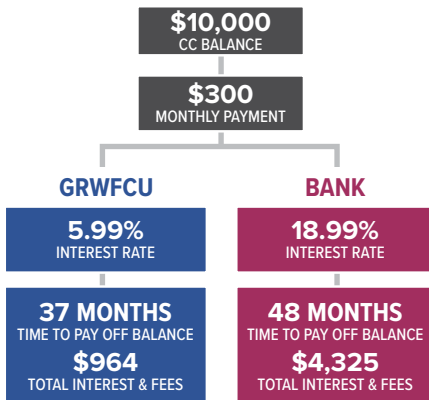 $10,000
CC BALANCE
$300
MONTHLY PAYMENT
GRWFCU
5.99%
INTEREST RATE
37 MONTHS
TIME TO PAY OFF BALANCE
$964
TOTAL INTEREST & FEES
BANK
18.99%
INTEREST RATE
48 MONTHS
TIME TO PAY OFF BALANCE
$4,325
TOTAL INTEREST & FEES